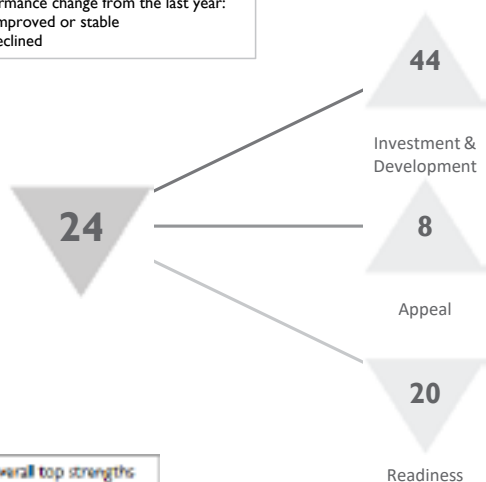 rmance change from the last year:
mproved or stable
eclined
44
Investment &
Development
24
8
Appeal
20
Readiness
verall top strengths